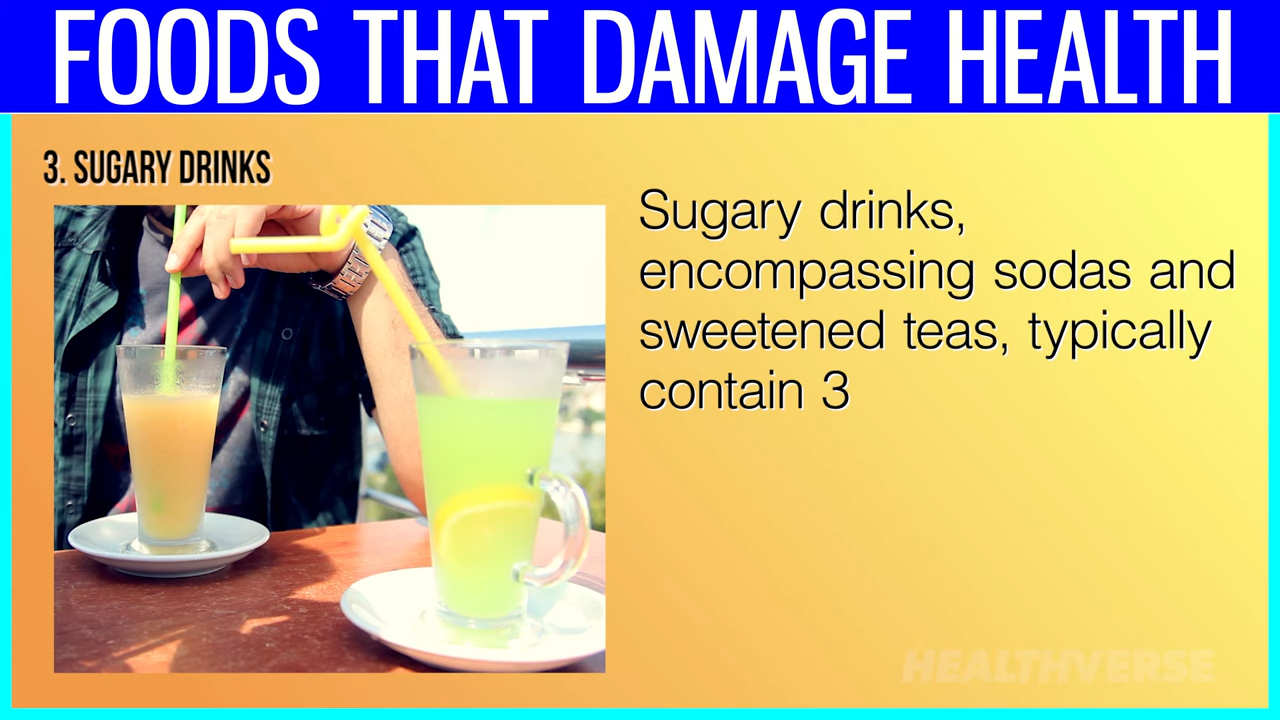 FOODS THAT DAMAGE HEALTH
3. SUGARY DRINKS
Sugary drinks,
encompassing sodas and
sweetened teas, typically
contain 3
HEALTHVERSE